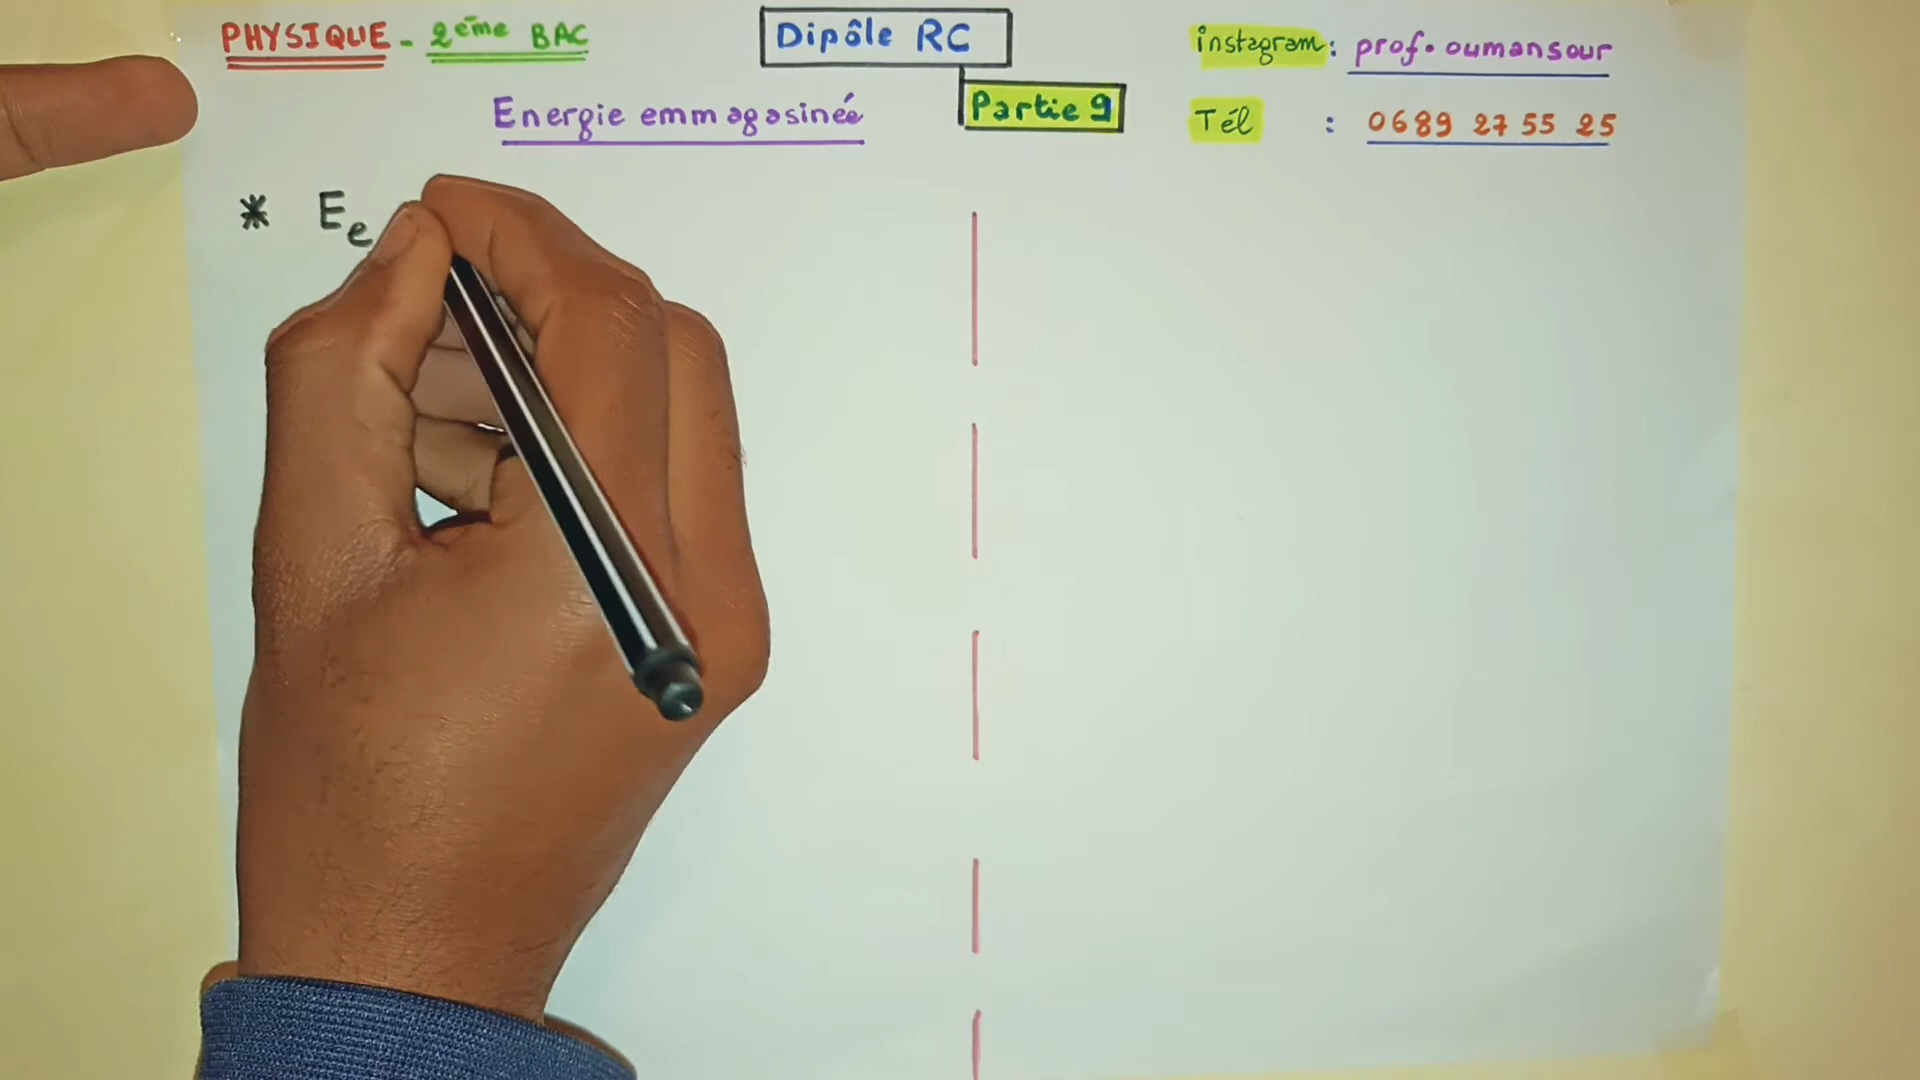 PHYSIQUE - 2ème BAC
Dipôle RC
Partie 9
Energie emmagasinée
instagram : prof.oumansour
Tél : 0689 27 55 25
* Ee